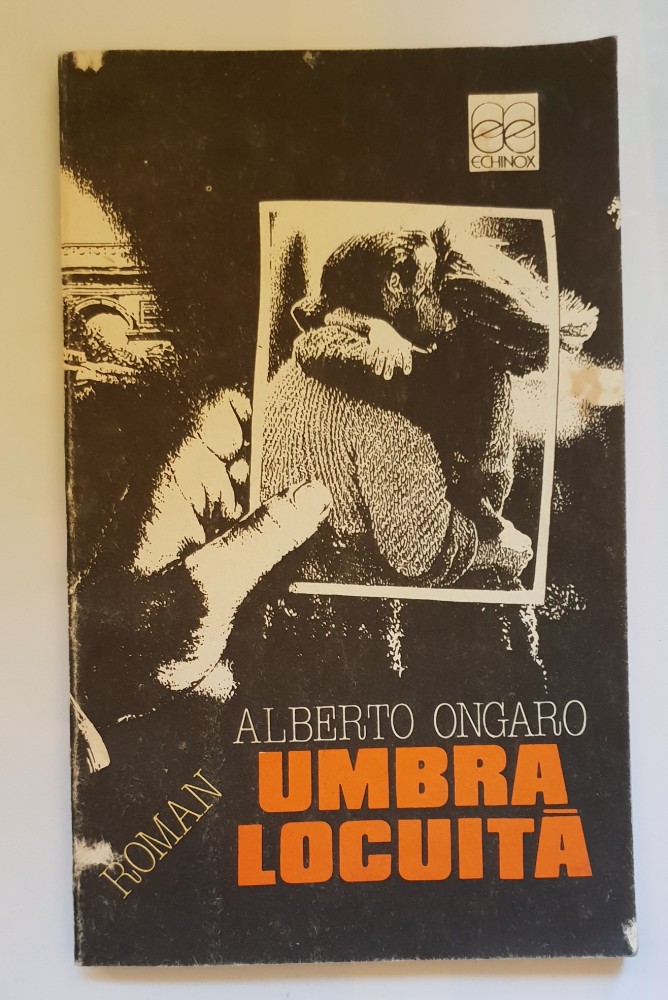 ECHINOX
ALBERTO ONGARO
UMBRA
LOCUITĂ
ROMAN